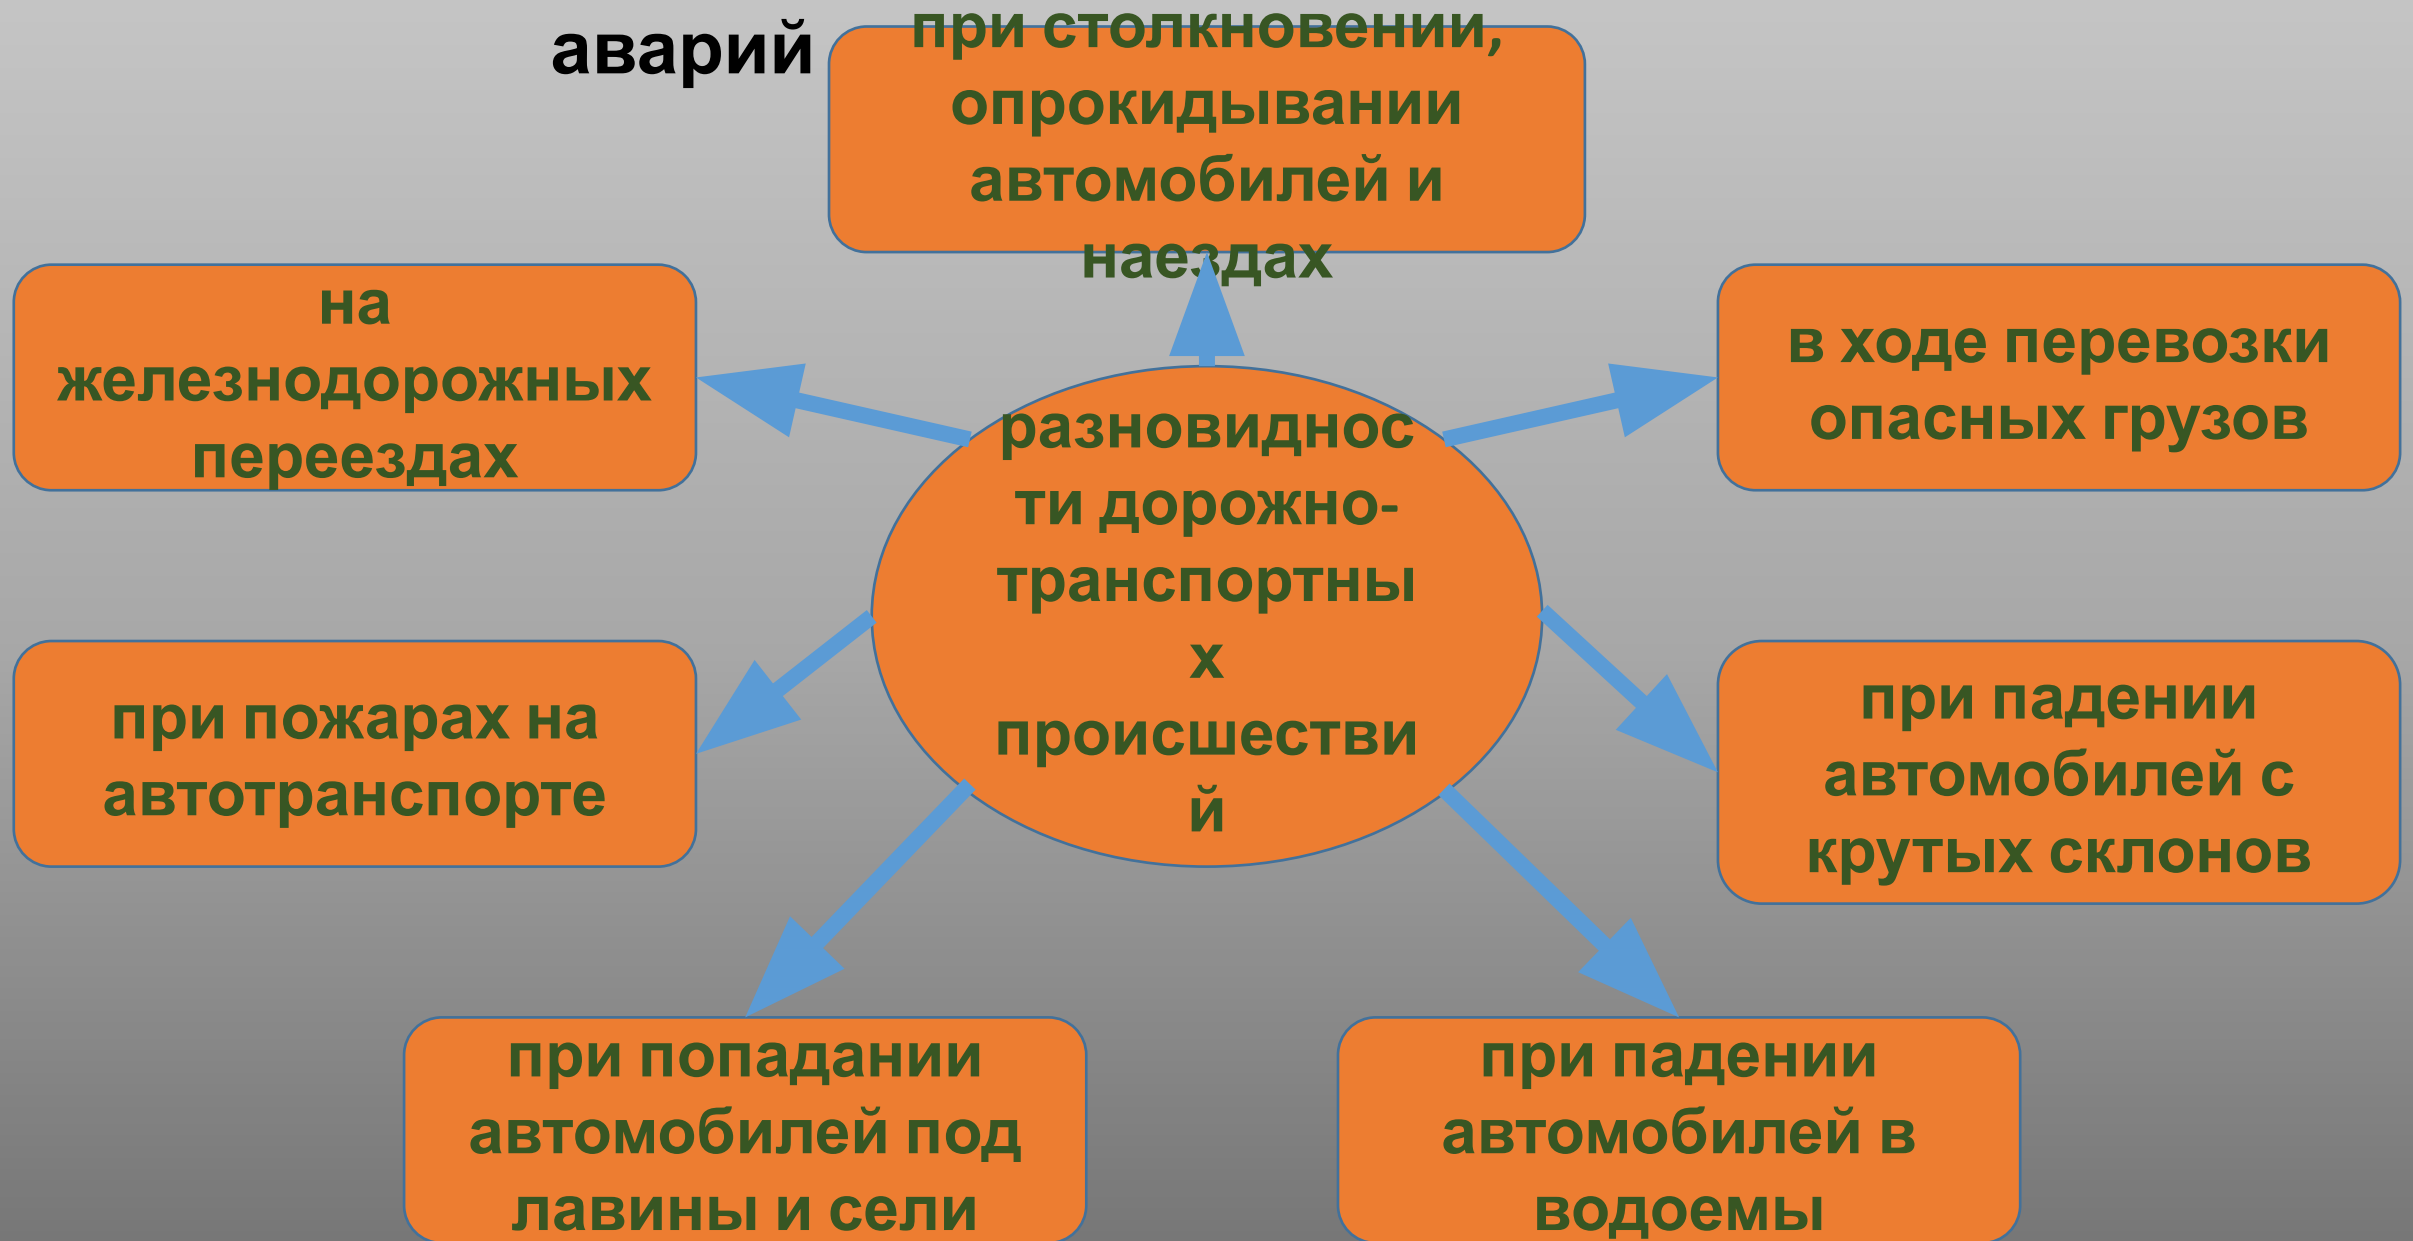 аварий
при столкновении,
опрокидывании
автомобилей и
наездах
на
железнодорожных
переездах
в ходе перевозки
опасных грузов
разновиднос
ти дорожно-
транспортны
х
происшестви
й
при пожарах на
автотранспорте
при падении
автомобилей с
крутых склонов
при попадании
автомобилей под
лавины и сели
при падении
автомобилей в
водоемы